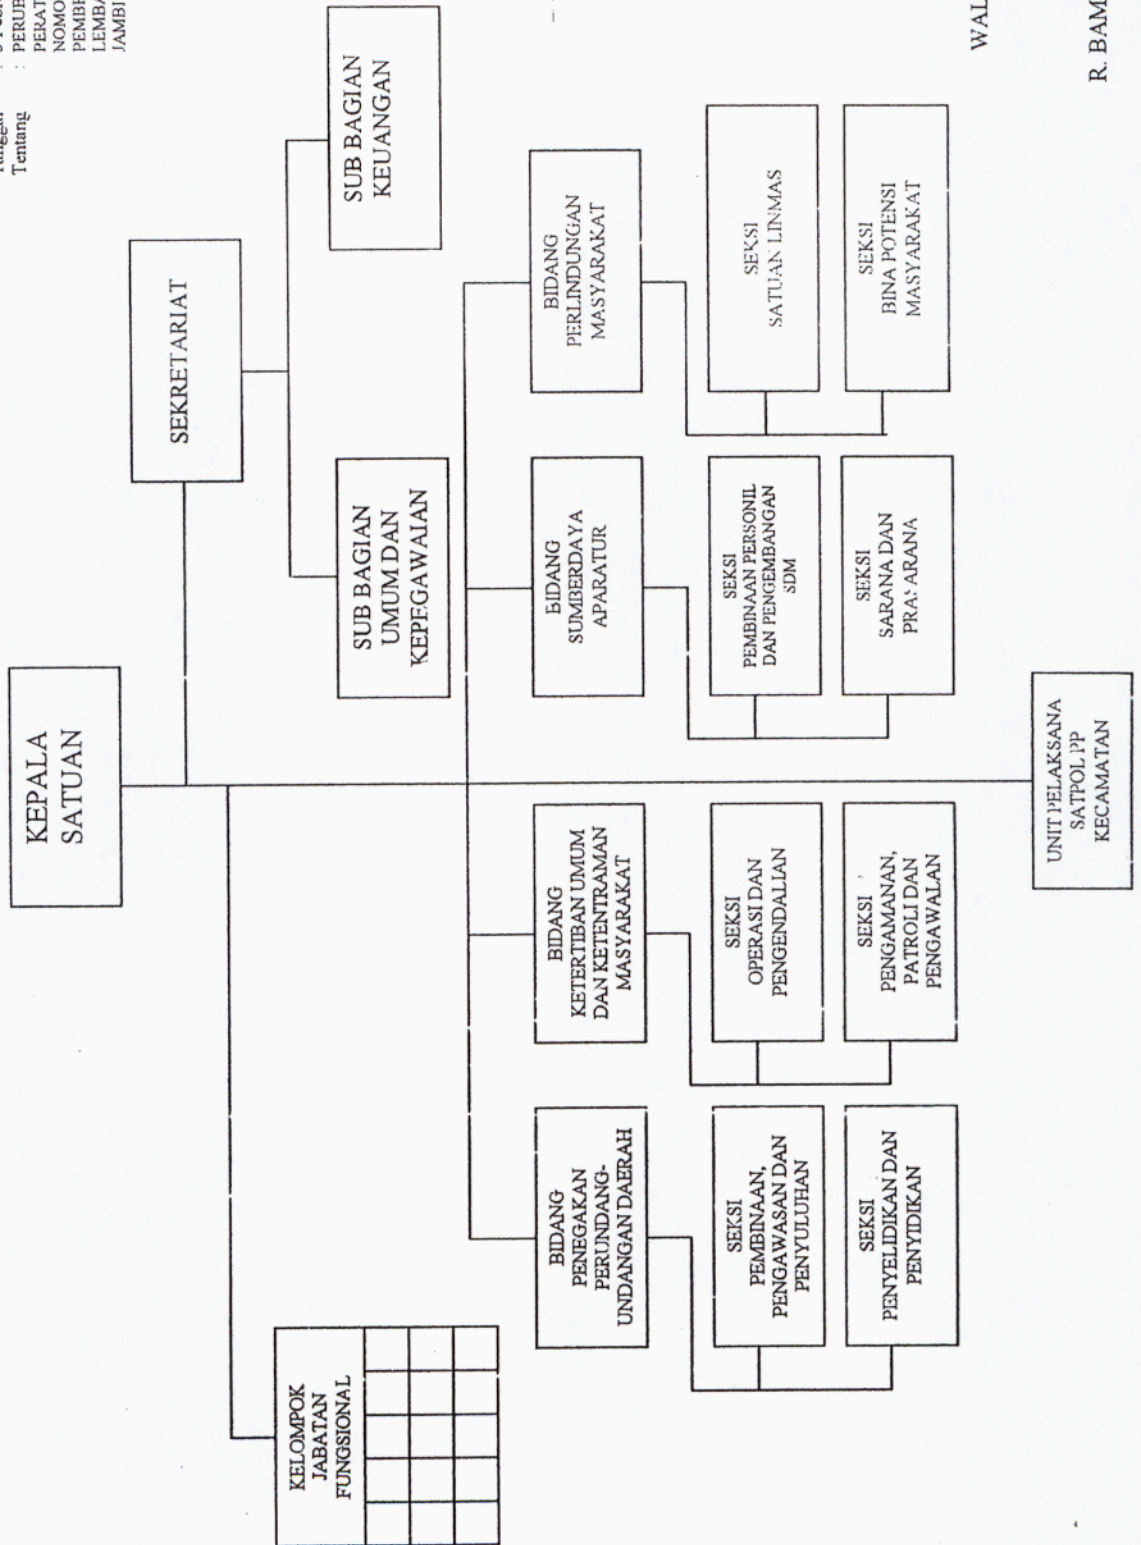 Tentang :
PERUB
PERAT
NOMO
PEMBE
LEMBA
JAMBI
KEPALA
SATUAN
SEKRETARIAT
SUB BAGIAN
UMUM DAN
KEPEGAWAIAN
SUB BAGIAN
KEUANGAN
KELOMPOK
JABATAN
FUNGSIONAL
BIDANG
PENEGAKAN
PERUNDANG-
UNDANGAN DAERAH
BIDANG
KETERTIBAN UMUM
DAN KETENTRAMAN
MASYARAKAT
BIDANG
SUMBERDAYA
APARATUR
BIDANG
PERLINDUNGAN
MASYARAKAT
SEKSI
PEMBINAAN,
PENGAWASAN DAN
PENYULUHAN
SEKSI
OPERASI DAN
PENGENDALIAN
SEKSI
PEMBINAAN PERSONIL
DAN PENGEMBANGAN
SDM
SEKSI
SATUAN LINMAS
SEKSI
PENYELIDIKAN DAN
PENYIDIKAN
SEKSI
PENGAMANAN,
PATROLI DAN
PENGAWALAN
SEKSI
SARANA DAN
PRASARANA
SEKSI
BINA POTENSI
MASYARAKAT
UNIT PELAKSANA
SATPOL PP
KECAMATAN
WAL
R. BAM